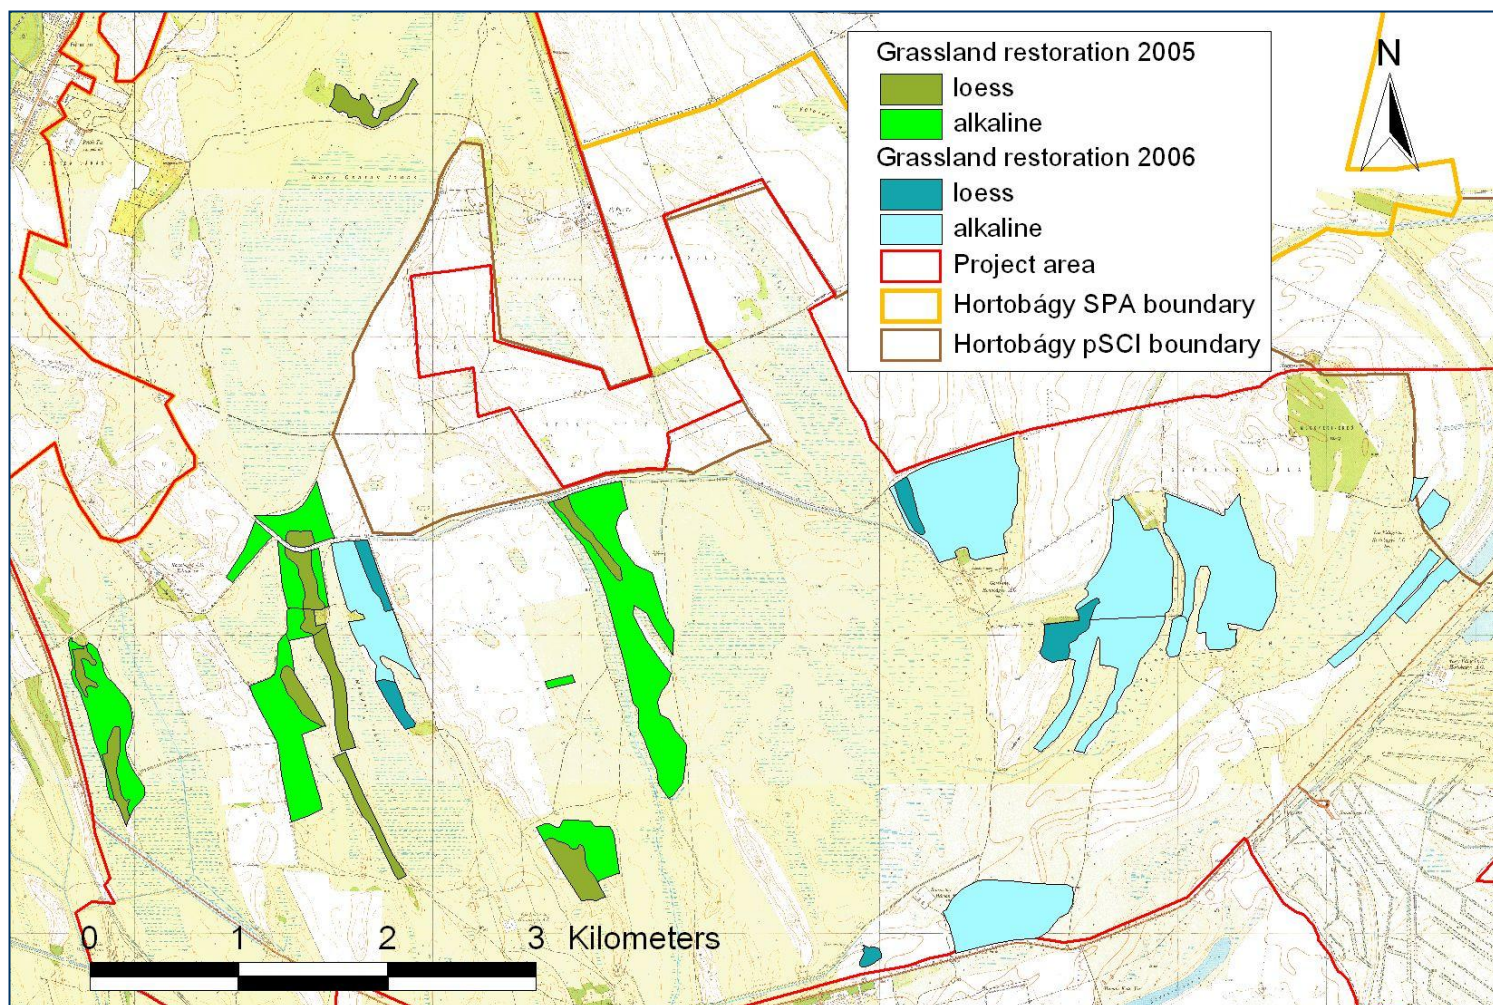 Grassland restoration 2005
loess
alkaline
Grassland restoration 2006
loess
alkaline
Project area
Hortobágy SPA boundary
Hortobágy pSCI boundary
N
0 1 2 3 Kilometers